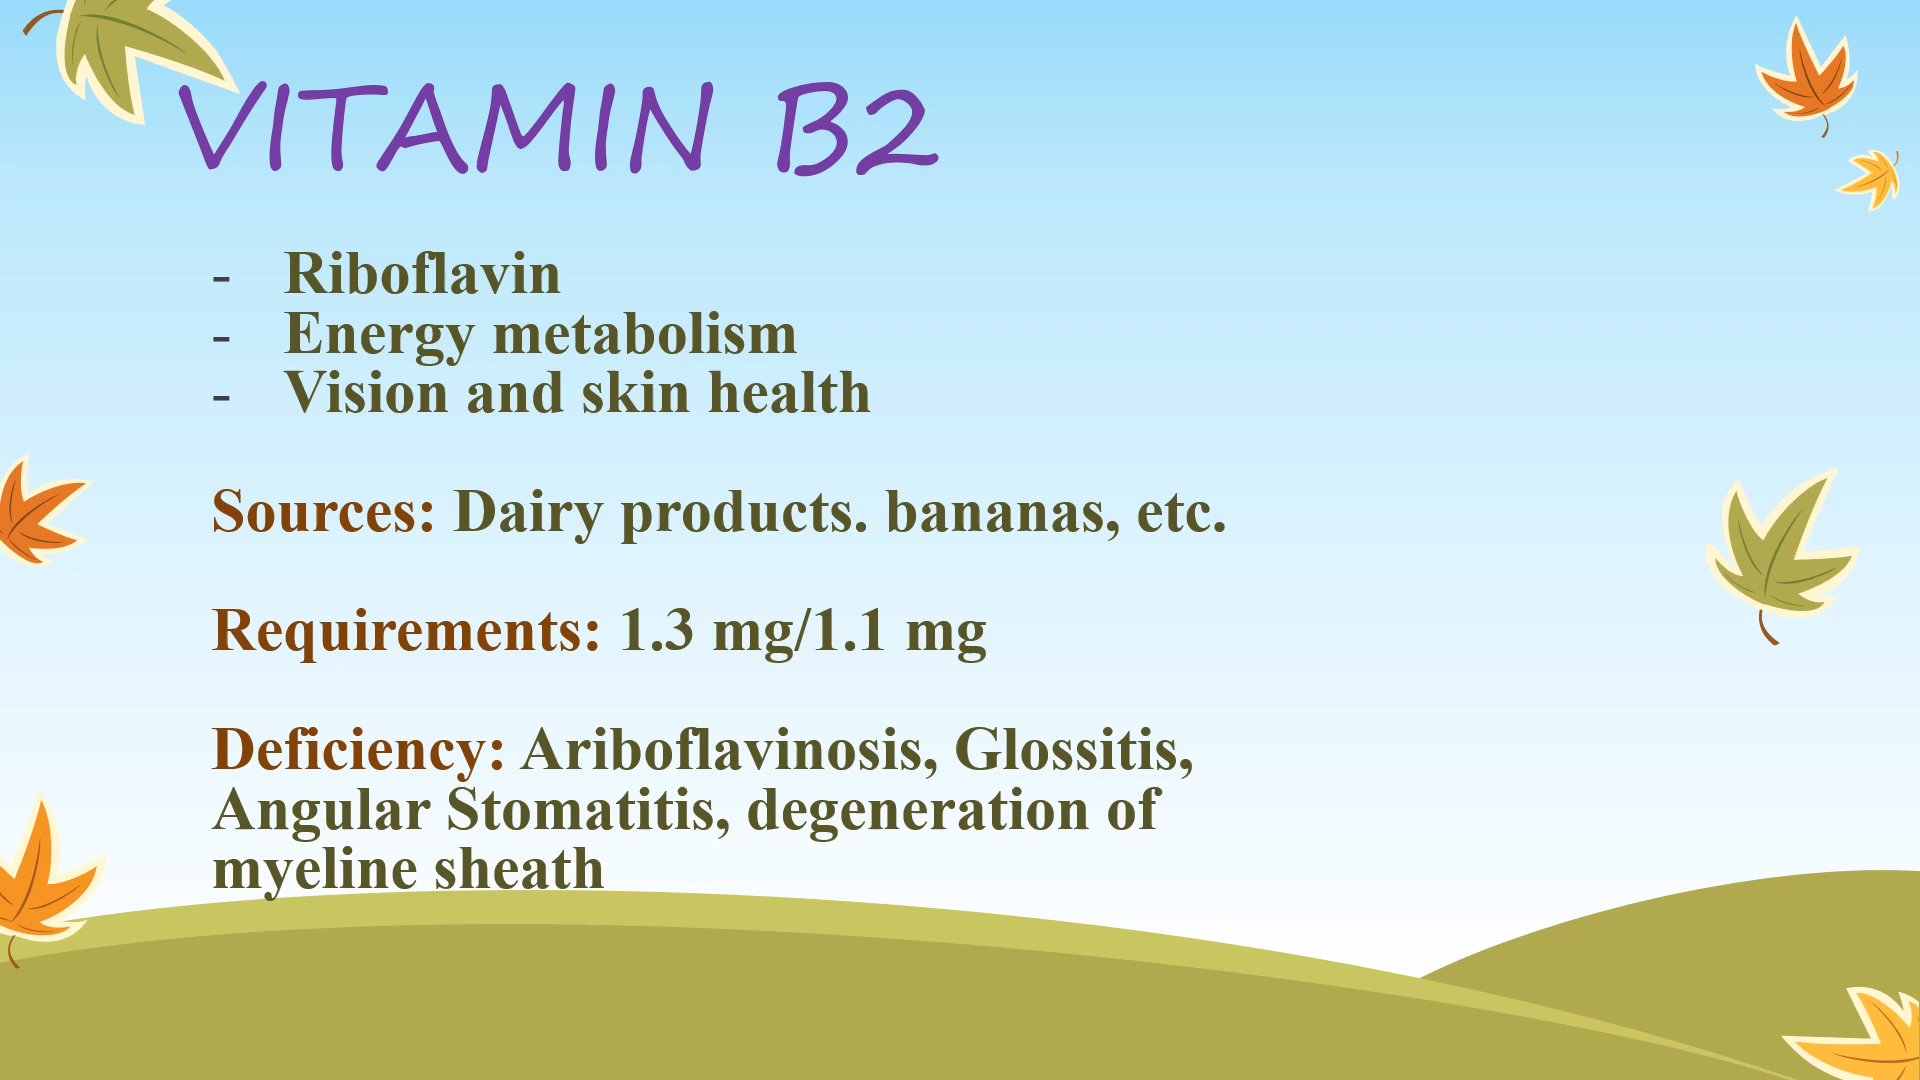 VITAMIN B2
- Riboflavin
- Energy metabolism
- Vision and skin health
Sources: Dairy products. bananas, etc.
Requirements: 1.3 mg/1.1 mg
Deficiency: Ariboflavinosis, Glossitis,
Angular Stomatitis, degeneration of
myeline sheath